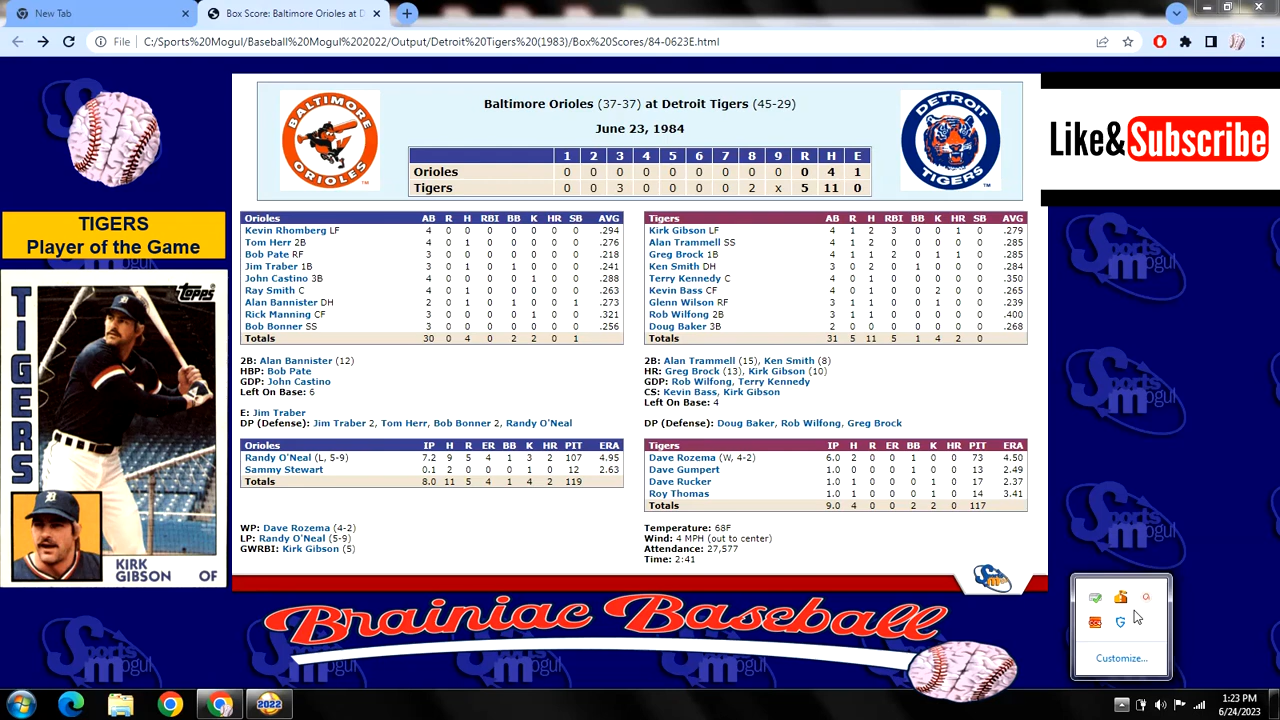 New Tab
Box Score: Baltimore Orioles at D
File C:/Sports%20Mogul/Baseball%20Mogul%202022/Output/Detroit%20Tigers(1983)/Box%20Scores/84-0623E.html
BALTIMORE
ORIOLES
Baltimore Orioles (37-37) at Detroit Tigers (45-29)
June 23, 1984
1 2 3 4 5 6 7 8 9 R H E
Orioles 0 0 0 0 0 0 0 0 0 0 4 1
Tigers 0 0 3 0 0 0 0 2 x 5 11 0
DETROIT
TIGERS
Like&Subscribe
TIGERS
Player of the Game
Topps
TIGERS
KIRK
GIBSON OF
Orioles AB R H RBI BB K HR SB AVG
Kevin Rhomberg LF 4 0 0 0 0 0 0 0 .294
Tom Herr 2B 4 0 1 0 0 0 0 0 .276
Bob Pate RF 3 0 0 0 0 0 0 0 .218
Jim Traber 1B 3 0 1 0 1 0 0 0 .241
John Castino 3B 4 0 0 0 0 1 0 0 .288
Ray Smith C 4 0 1 0 0 0 0 0 .263
Alan Bannister DH 2 0 1 0 1 0 0 1 .273
Rick Manning CF 3 0 0 0 0 1 0 0 .321
Bob Bonner SS 3 0 0 0 0 0 0 0 .256
Totals 30 0 4 0 2 2 0 1
2B: Alan Bannister (12)
HBP: Bob Pate
GDP: John Castino
Left On Base: 6
E: Jim Traber
DP (Defense): Jim Traber 2, Tom Herr, Bob Bonner 2, Randy O'Neal
Orioles IP H R ER BB K HR PIT ERA
Randy O'Neal (L, 5-9) 7.2 9 5 4 1 3 2 107 4.95
Sammy Stewart 0.1 2 0 0 0 1 0 12 2.63
Totals 8.0 11 5 4 1 4 2 119
WP: Dave Rozema (4-2)
LP: Randy O'Neal (5-9)
GWRBI: Kirk Gibson (5)
Tigers AB R H RBI BB K HR SB AVG
Kirk Gibson LF 4 1 2 3 0 0 1 0 .279
Alan Trammell SS 4 1 1 0 0 0 0 0 .285
Greg Brock 1B 4 1 1 2 0 1 1 0 .285
Ken Smith DH 3 0 2 0 1 0 0 0 .284
Terry Kennedy C 4 0 1 0 0 1 0 0 .350
Kevin Bass CF 4 0 1 0 0 2 0 0 .265
Glenn Wilson RF 3 1 1 0 0 0 0 0 .239
Rob Wilfong 2B 3 1 1 0 0 0 0 0 .400
Doug Baker 3B 2 0 1 0 0 0 0 0 .268
Totals 31 5 11 5 1 4 2 0
2B: Alan Trammell (15), Ken Smith (8)
HR: Greg Brock (13), Kirk Gibson (10)
GDP: Rob Wilfong, Terry Kennedy
CS: Kevin Bass, Kirk Gibson
Left On Base: 4
DP (Defense): Doug Baker, Rob Wilfong, Greg Brock
Tigers IP H R ER BB K HR PIT ERA
Dave Rozema (W, 4-2) 6.0 2 0 0 1 0 0 73 4.50
Dave Gumpert 1.0 0 0 0 1 0 0 13 2.49
Dave Rucker 1.0 1 0 0 0 1 0 17 2.37
Roy Thomas 1.0 1 0 0 0 1 0 14 3.41
Totals 9.0 4 0 0 2 2 0 117
Temperature: 68F
Wind: 4 MPH (out to center)
Attendance: 27,577
Time: 2:41
Brainiac Baseball
Sports Mogul
Customize...
2022
1:23 PM
6/24/2023